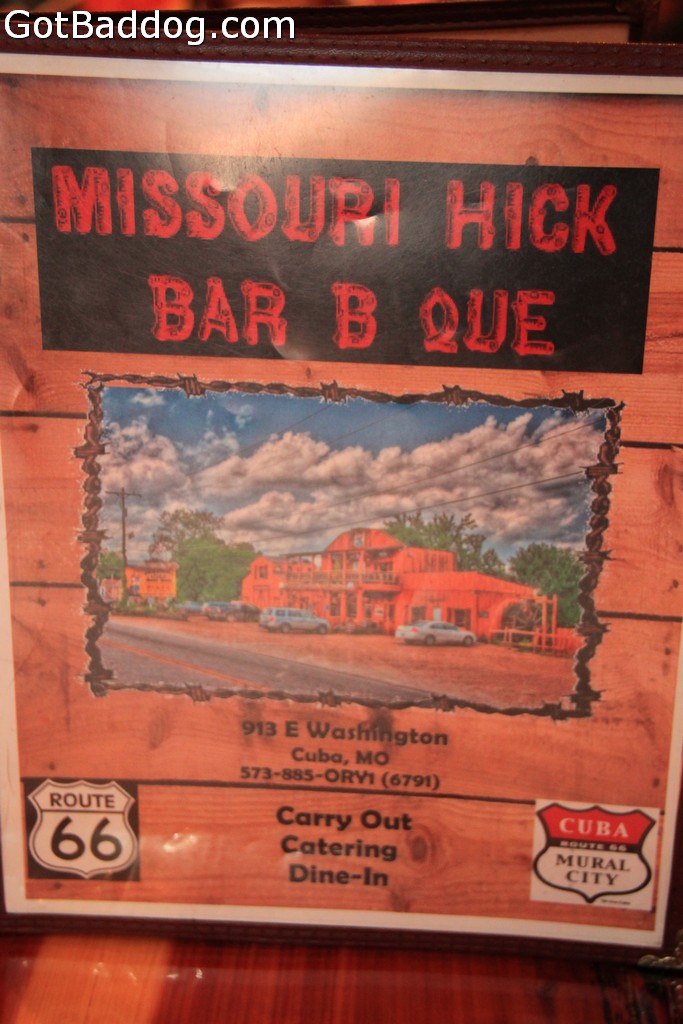 GotBaddog.com
MISSOURI HICK
BAR B QUE
913 E Washington
Cuba, MO
573-885-ORY1 (6791)
Carry Out
Catering
Dine-In
ROUTE
66
CUBA
ROUTE 66
MURAL
CITY